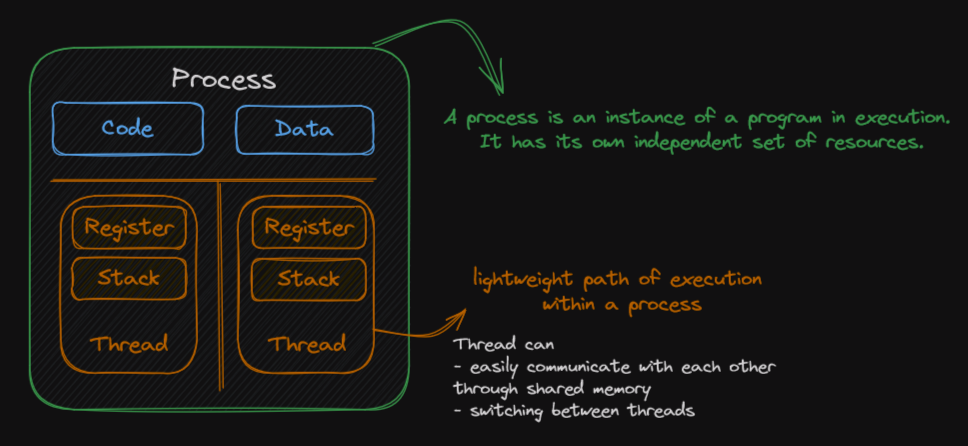 Process
Code
Data
Register
Register
Stack
Stack
Thread
Thread
A process is an instance of a program in execution.
It has its own independent set of resources.
lightweight path of execution
within a process
Thread can
- easily communicate with each other
through shared memory
- switching between threads